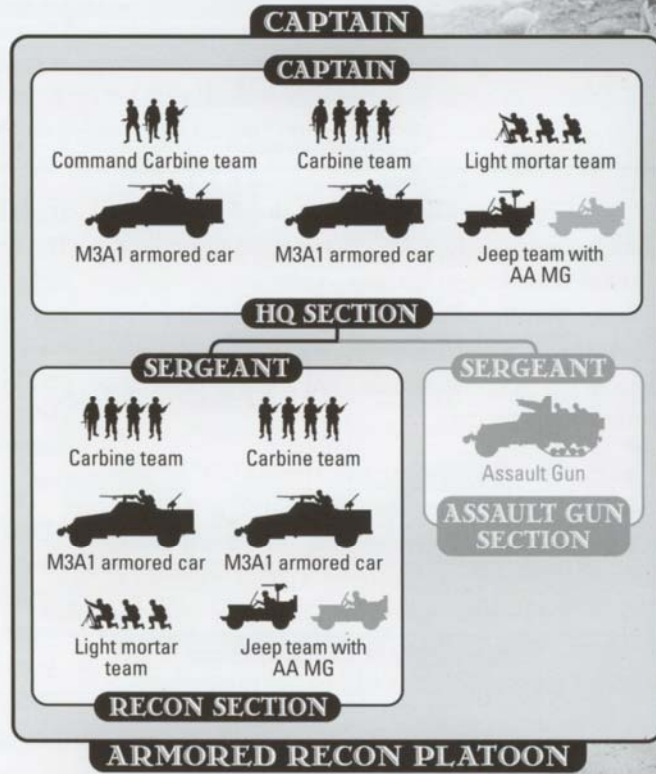 CAPTAIN
CAPTAIN
Command Carbine team
Carbine team
Light mortar team
M3A1 armored car
M3A1 armored car
Jeep team with
AA MG
HQ SECTION
SERGEANT
Carbine team
Carbine team
M3A1 armored car
M3A1 armored car
Light mortar
team
Jeep team with
AA MG
RECON SECTION
SERGEANT
Assault Gun
ASSAULT GUN
SECTION
ARMORED RECON PLATOON